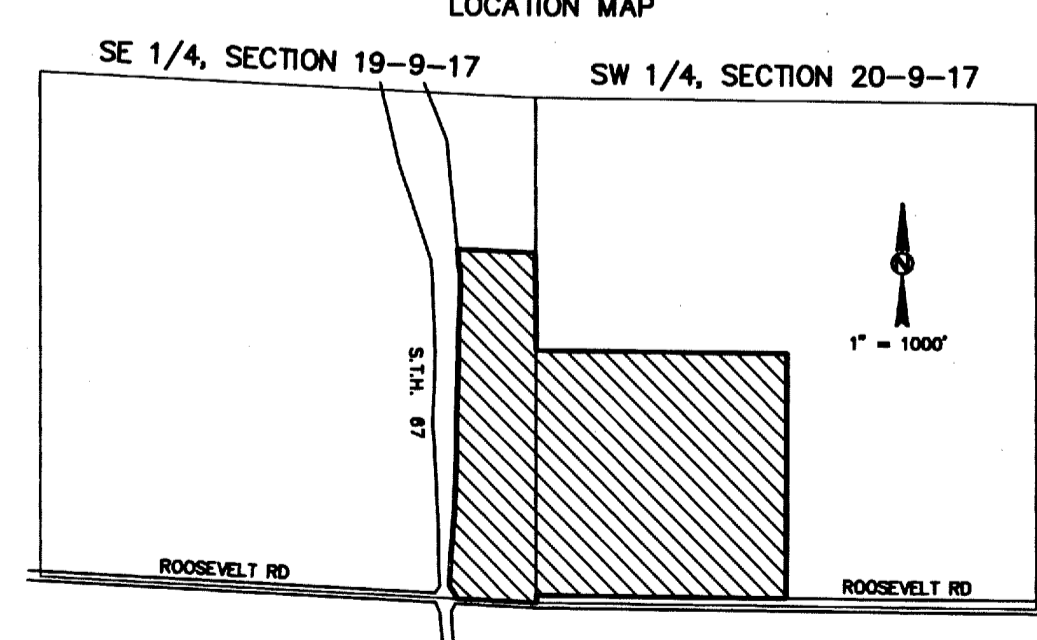 LOCATION MAP
SE 1/4, SECTION 19-9-17
SW 1/4, SECTION 20-9-17
N
1" = 1000'
S.T.H. 67
ROOSEVELT RD
ROOSEVELT RD